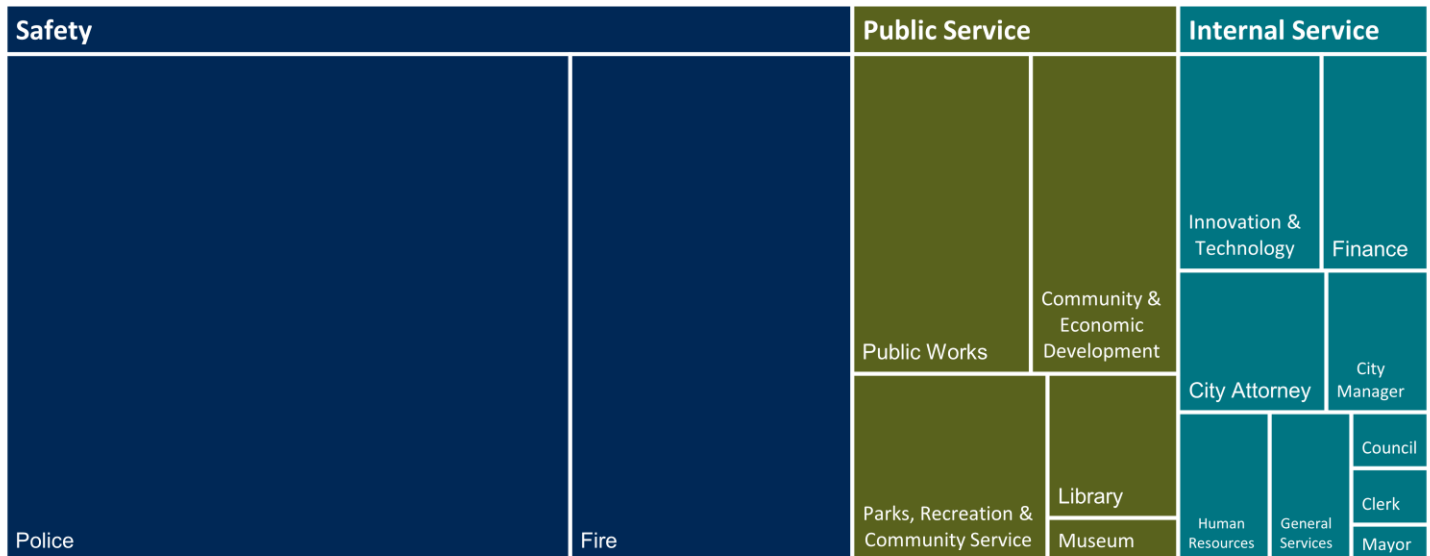 Safety
Public Service
Internal Service
Police
Fire
Public Works
Community &
Economic
Development
Parks, Recreation &
Community Service
Library
Museum
Innovation &
Technology
Finance
City Attorney
City
Manager
Human
Resources
General
Services
Council
Clerk
Mayor